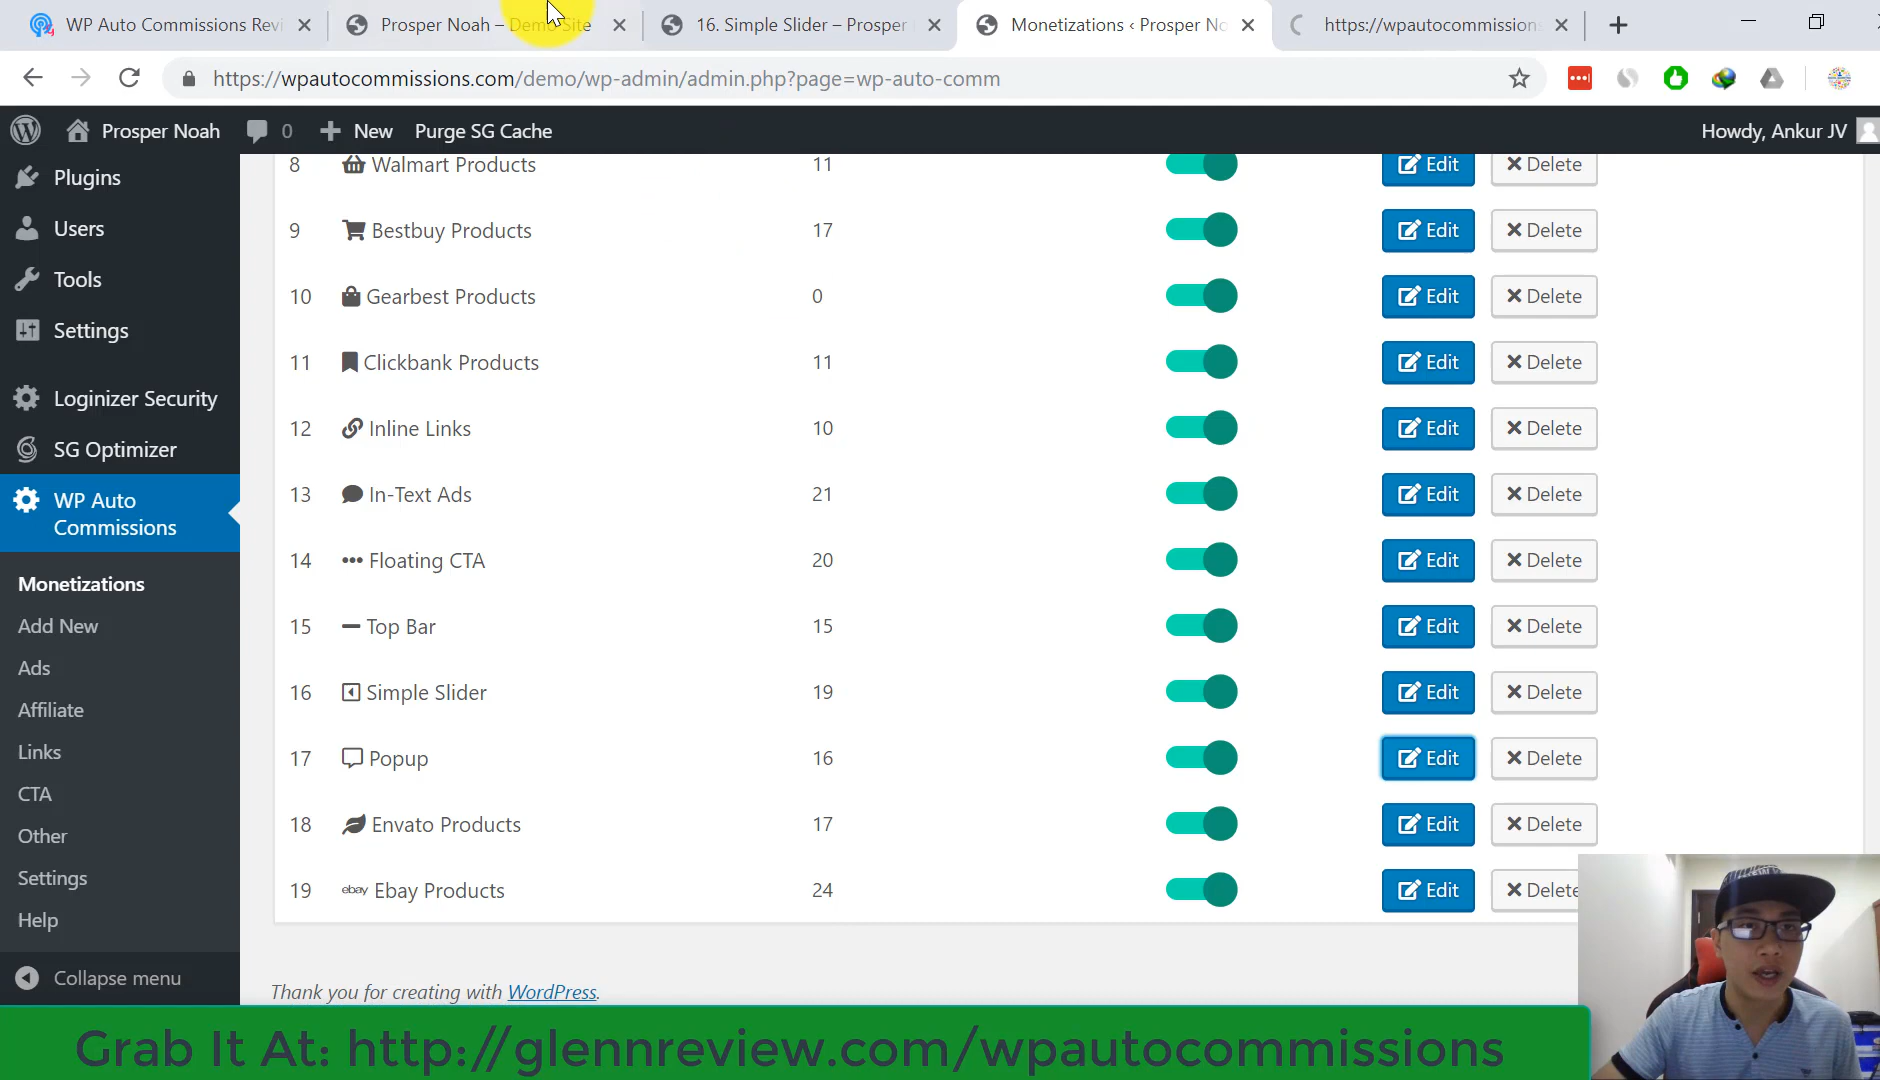 WP Auto Commissions Revi
Prosper Noah – Demo Site
16. Simple Slider – Prosper
Monetizations ‹ Prosper No
https://wpautocommissions
https://wpautocommissions.com/demo/wp-admin/admin.php?page=wp-auto-comm
Prosper Noah 0 New Purge SG Cache Howdy, Ankur JV
Plugins
Users
Tools
Settings
Loginizer Security
SG Optimizer
WP Auto
Commissions
Monetizations
Add New
Ads
Affiliate
Links
CTA
Other
Settings
Help
Collapse menu
8 Walmart Products 11 Edit Delete
9 Bestbuy Products 17 Edit Delete
10 Gearbest Products 0 Edit Delete
11 Clickbank Products 11 Edit Delete
12 Inline Links 10 Edit Delete
13 In-Text Ads 21 Edit Delete
14 Floating CTA 20 Edit Delete
15 Top Bar 15 Edit Delete
16 Simple Slider 19 Edit Delete
17 Popup 16 Edit Delete
18 Envato Products 17 Edit Delete
19 ebay Ebay Products 24 Edit Delete
Thank you for creating with WordPress.
Grab It At: http://glennreview.com/wpautocommissions